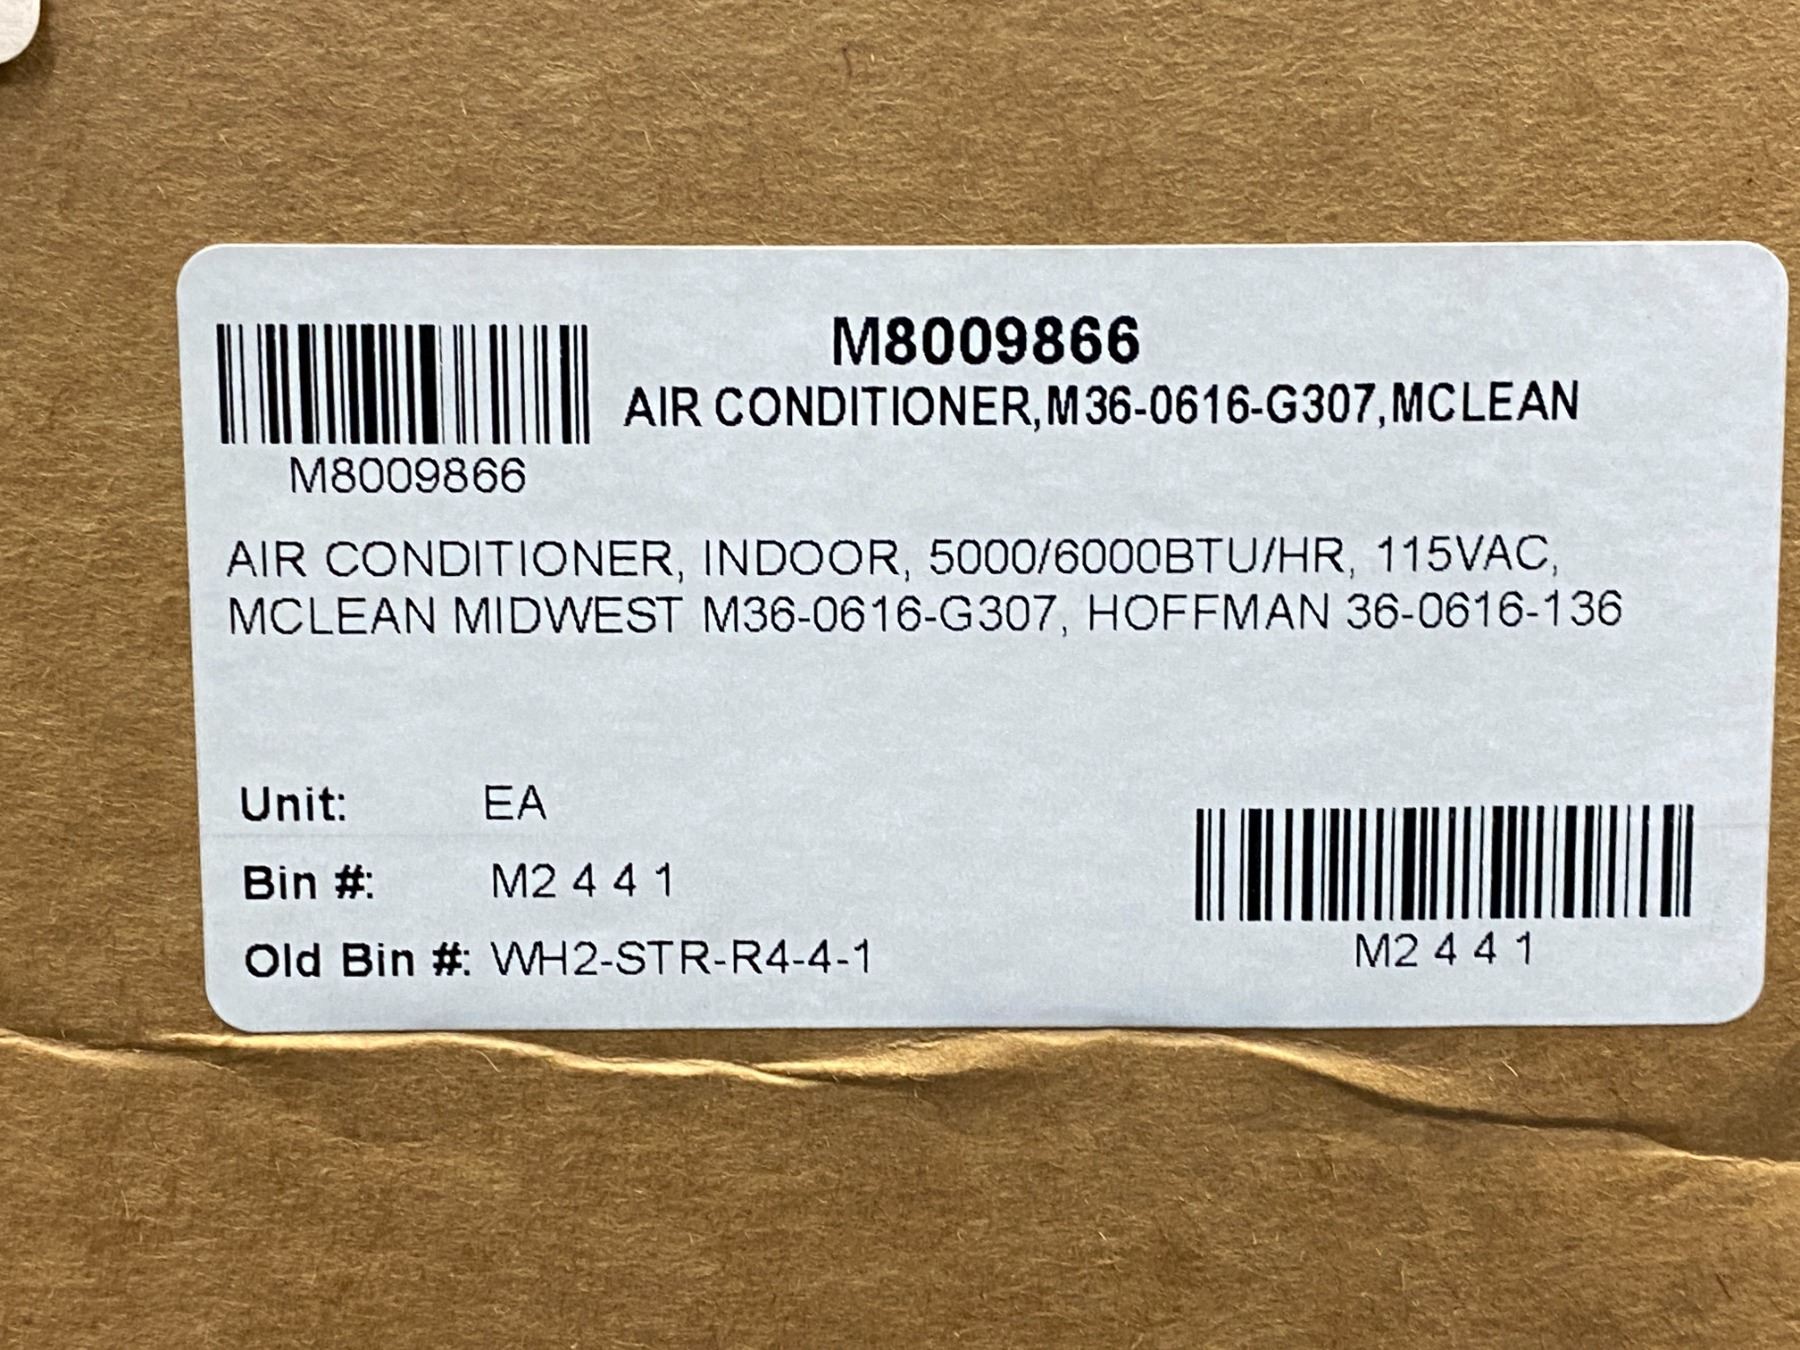 M8009866
AIR CONDITIONER,M36-0616-G307,MCLEAN
M8009866
AIR CONDITIONER, INDOOR, 5000/6000BTU/HR, 115VAC,
MCLEAN MIDWEST M36-0616-G307, HOFFMAN 36-0616-136
Unit: EA
Bin #: M2 4 4 1
Old Bin #: WH2-STR-R4-4-1
M2 4 4 1